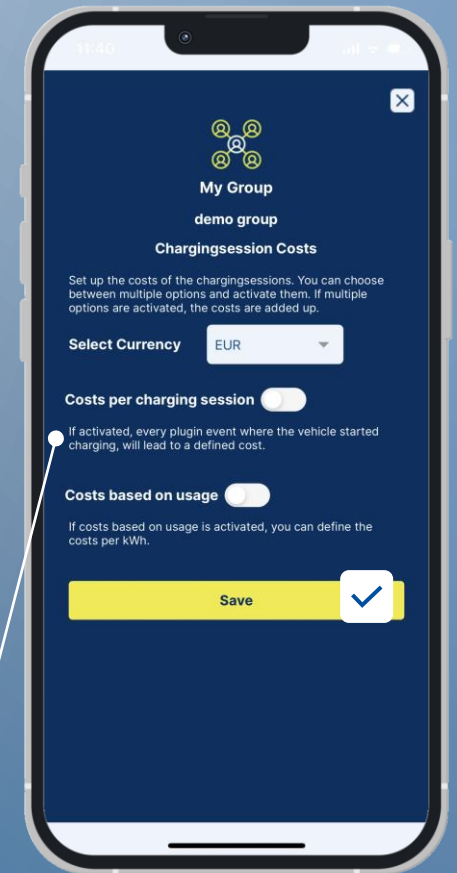 11:40
My Group
demo group
Chargingsession Costs
Set up the costs of the chargingsessions. You can choose
between multiple options and activate them. If multiple
options are activated, the costs are added up.
Select Currency EUR
Costs per charging session
If activated, every plugin event where the vehicle started
charging, will lead to a defined cost.
Costs based on usage
If costs based on usage is activated, you can define the
costs per kWh.
Save